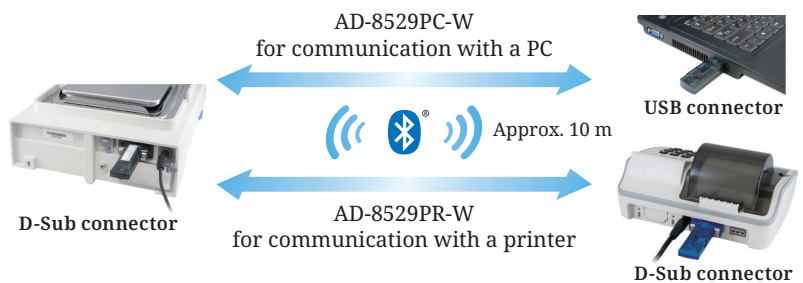 AD-8529PC-W
for communication with a PC
USB connector
®
Approx. 10 m
D-Sub connector
AD-8529PR-W
for communication with a printer
D-Sub connector